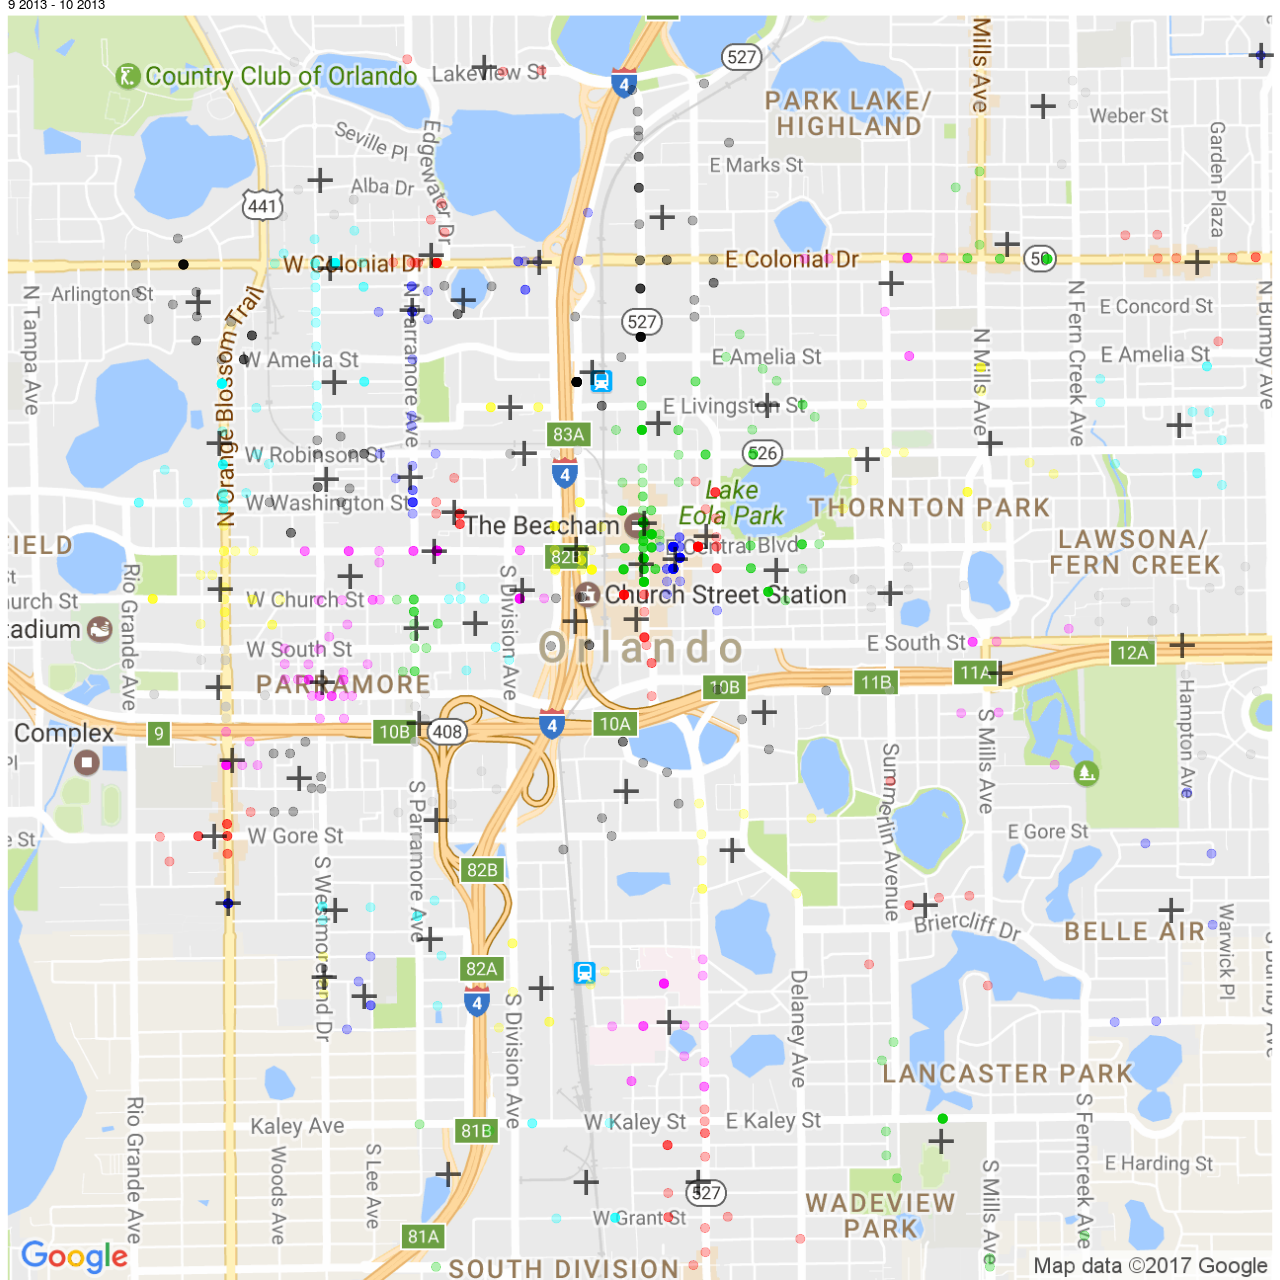 9 2013 - 10 2013
527
Mills Ave
Country Club of Orlando
Lakeview St
4
PARK LAKE/
HIGHLAND
Weber St
Garden Plaza
Seville Pl
Edgewater Dr
E Marks St
Alba Dr
441
W Colonial Dr
E Colonial Dr
50
N Tampa Ave
Arlington St
N Parramore Ave
527
E Concord St
N Fern Creek Ave
N Bumby Ave
N Orange Blossom Trail
W Amelia St
E Amelia St
N Mills Ave
E Amelia St
E Livingston St
83A
W Robinson St
526
4
W Washington St
Lake
Eola Park
THORNTON PARK
The Beacham
E Central Blvd
FIELD
82B
LAWSONA/
FERN CREEK
Rio Grande Ave
S Division Ave
W Church St
Church Street Station
Orlando
W South St
E South St
12A
11A
11B
10B
PARRAMORE
Hampton Ave
Complex
9
10B
408
4
10A
S Mills Ave
Summerlin Avenue
S Parramore Ave
W Gore St
E Gore St
82B
S Westmoreland Dr
Briercliff Dr
BELLE AIR
Warwick Pl
82A
4
S Division Ave
Delaney Ave
LANCASTER PARK
Rio Grande Ave
Kaley Ave
81B
W Kaley St
E Kaley St
S Ferncreek Ave
Woods Ave
S Lee Ave
E Harding St
S Mills Ave
527
WADEVIEW
PARK
W Grant St
81A
Google
SOUTH DIVISION
Map data ©2017 Google